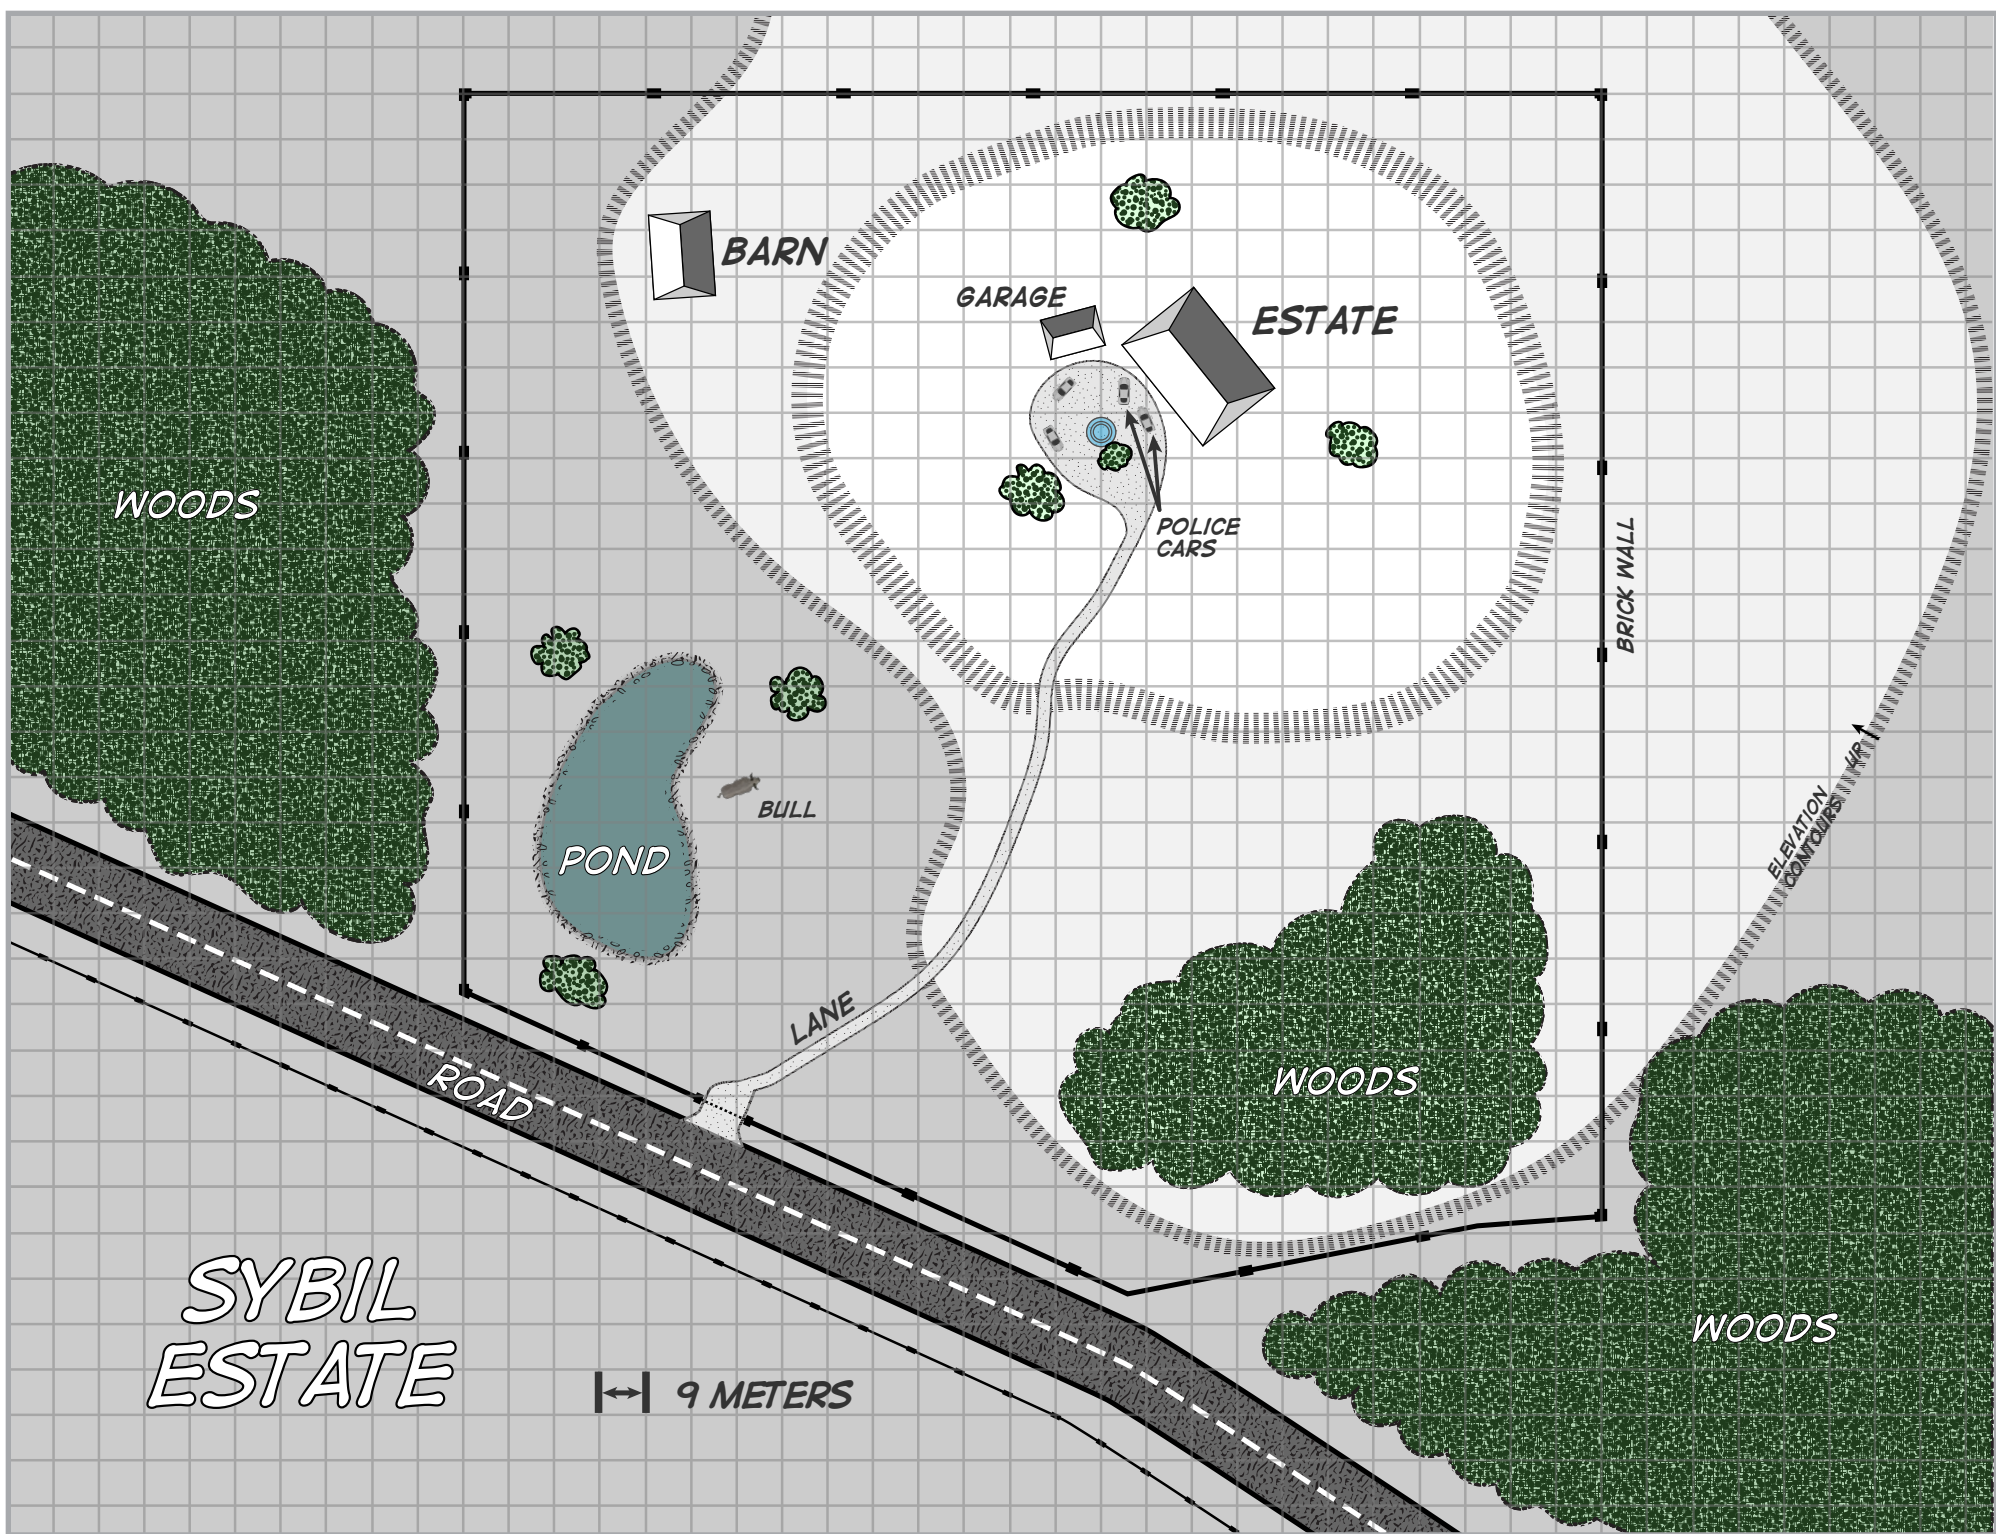 BARN
GARAGE
ESTATE
WOODS
POLICE
CARS
BRICK WALL
UP
ELEVATION
CONTOURS
BULL
POND
LANE
ROAD
WOODS
WOODS
SYBIL
ESTATE
9 METERS